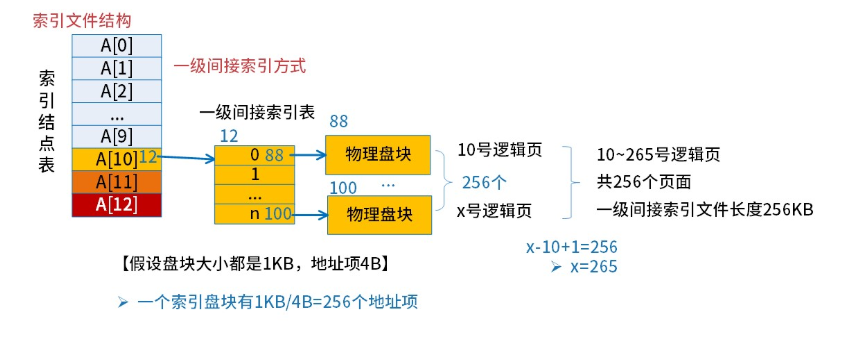 索引文件结构
索引结点表
A[0]
A[1]
A[2]
...
A[9]
A[10] 12
A[11]
A[12]
一级间接索引方式
一级间接索引表
12
0 88
1
...
n 100
88
物理盘块
...
100
物理盘块
10号逻辑页
256个
x号逻辑页
10~265号逻辑页
共256个页面
一级间接索引文件长度256KB
x-10+1=256
➢ x=265
【假设盘块大小都是1KB，地址项4B】
➢ 一个索引盘块有1KB/4B=256个地址项